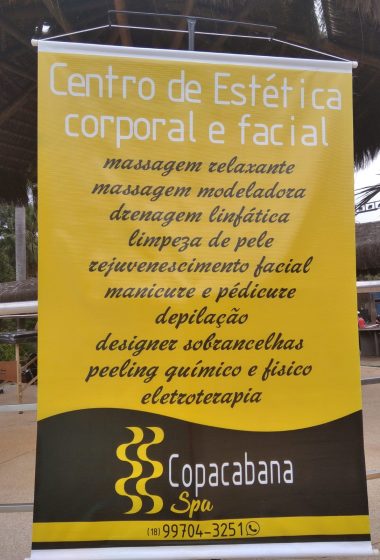 Centro de Estética
corporal e facial
massagem relaxante
massagem modeladora
drenagem linfática
limpeza de pele
rejuvenescimento facial
manicure e pédicure
depilação
designer sobrancelhas
peeling químico e físico
eletroterapia
Copacabana
Spa
(18) 99704-3251